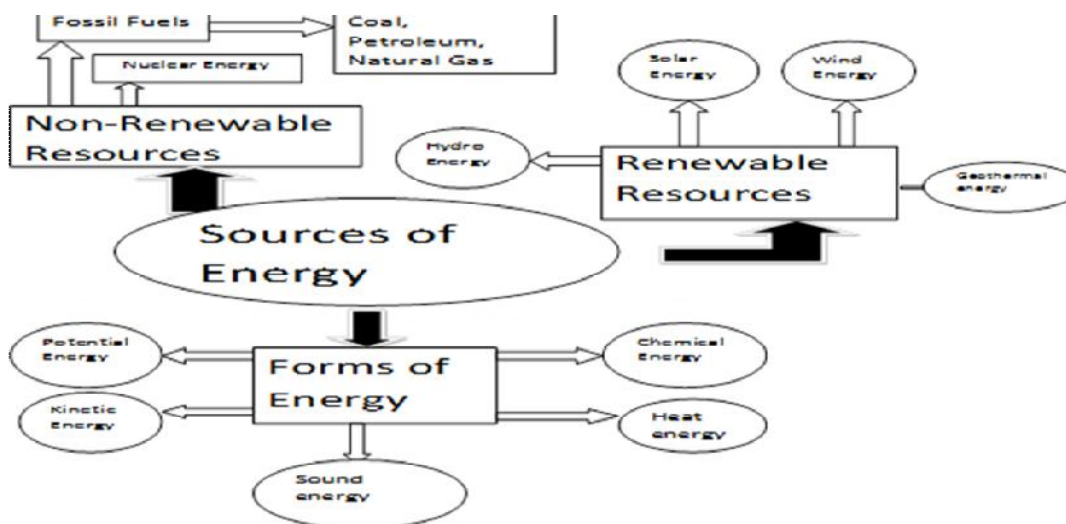 Fossil Fuels
Coal,
Petroleum,
Natural Gas
Nuclear Energy
Non-Renewable
Resources
Solar
Energy
Wind
Energy
Hydro
Energy
Renewable
Resources
Geothermal
energy
Sources of
Energy
Potential
Energy
Forms of
Energy
Chemical
Energy
Kinetic
Energy
Heat
energy
Sound
energy